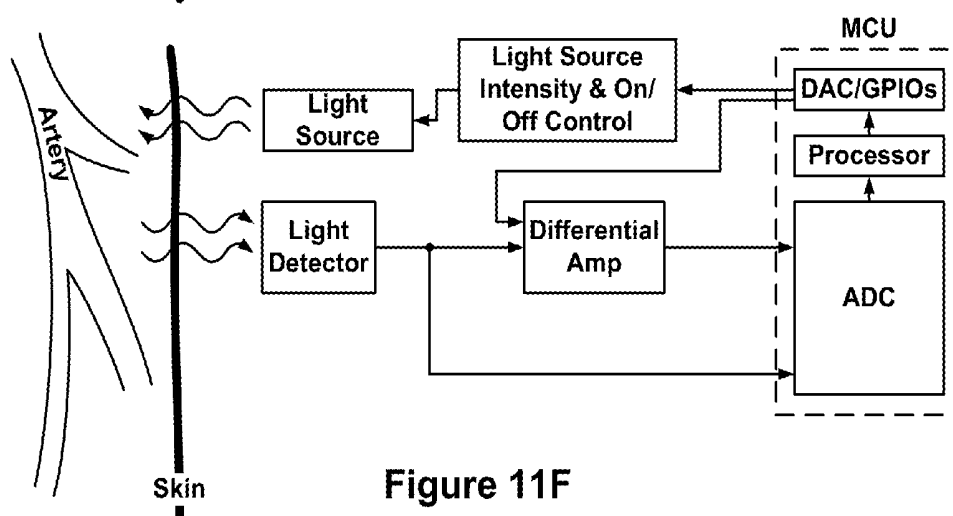 MCU
Light Source
Intensity & On/
Off Control
DAC/GPIOs
Light
Source
Artery
Processor
Light
Detector
Differential
Amp
ADC
Skin
Figure 11F